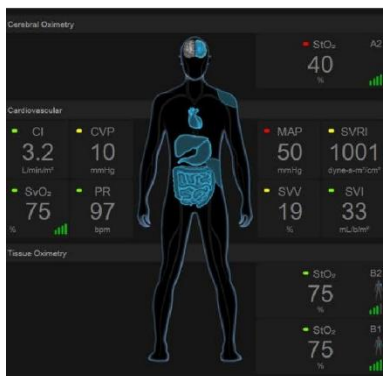 Cerebral Oximetry
StO₂ A2
40
%
Cardiovascular
CI CVP MAP SVRI
3.2 10 50 1001
L/min/m² mmHg mmHg dyne-s-m²/cm⁵
SvO₂ PR SVV SVI
75 97 19 33
% bpm % mL/b/m²
Tissue Oximetry
StO₂ B2
75
%
StO₂ B1
75
%